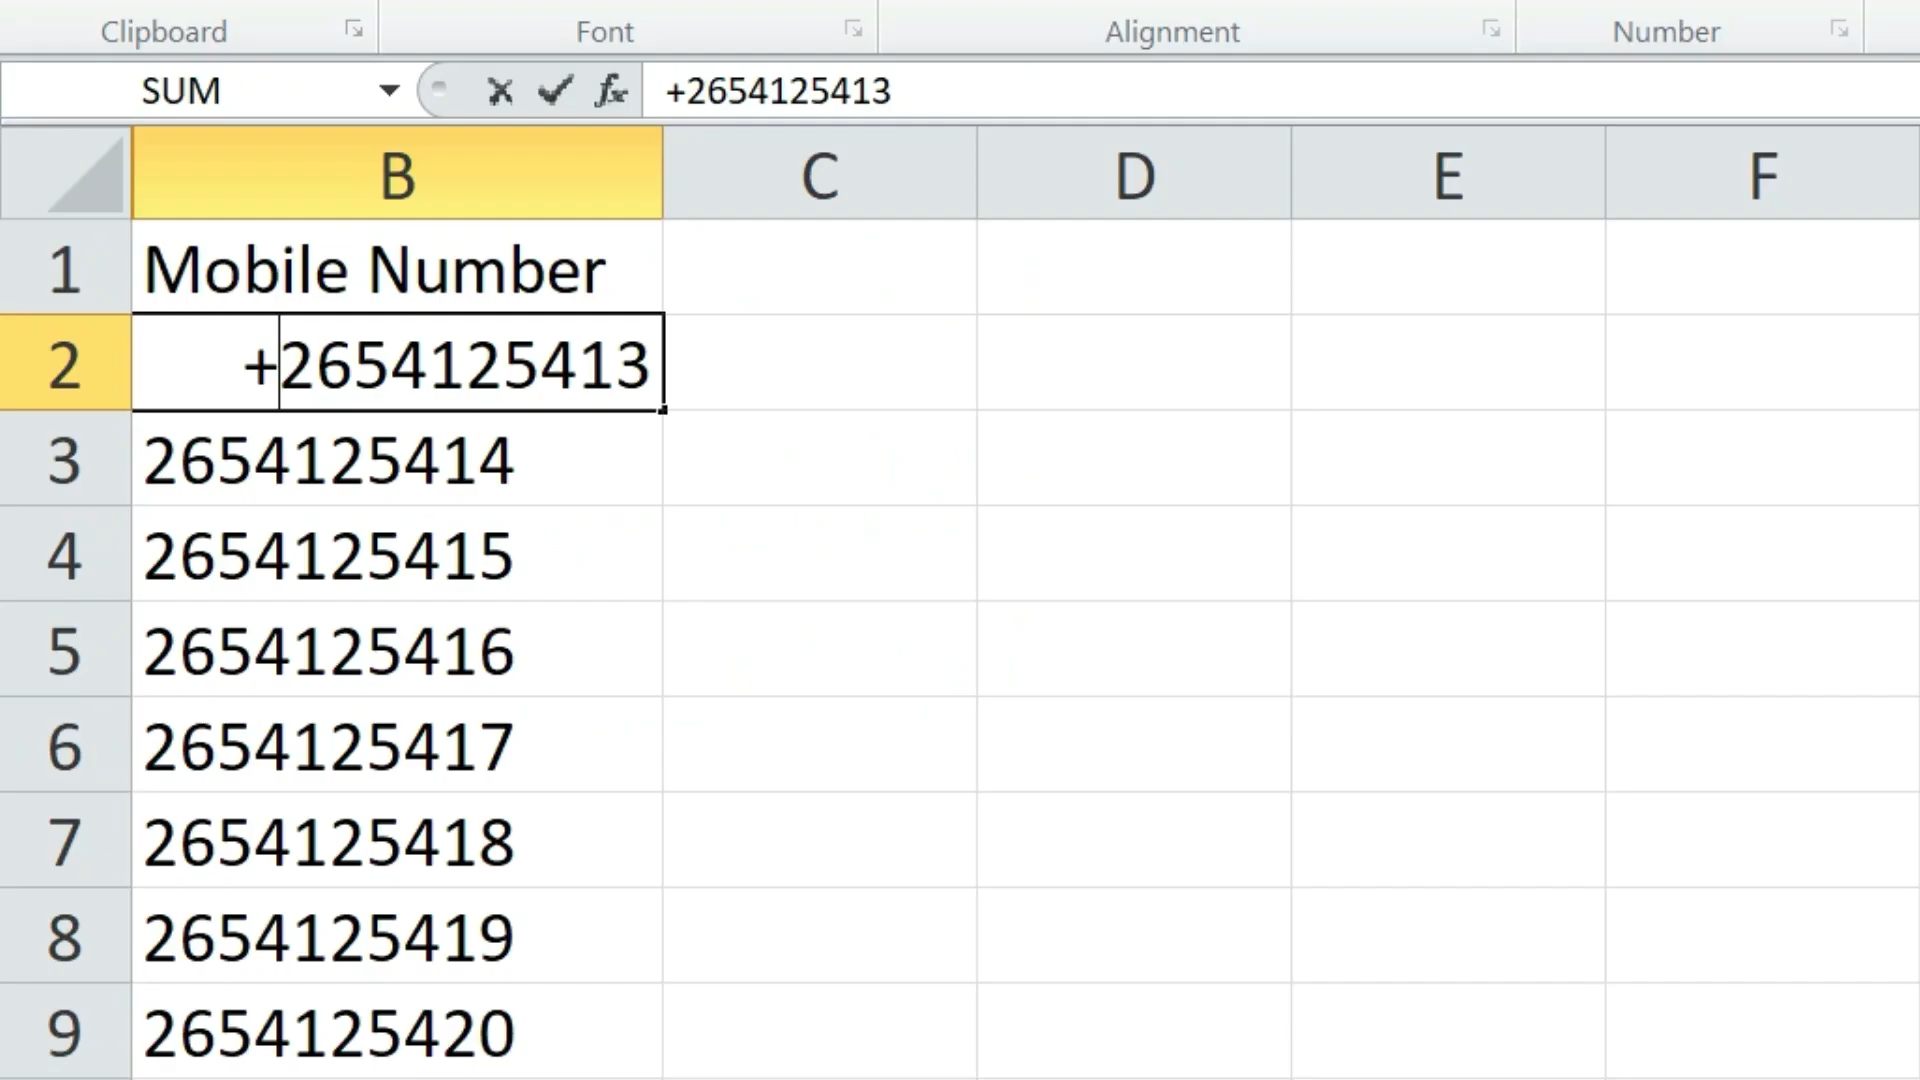 Clipboard Font Alignment Number
SUM fx +2654125413
B C D E F
1 Mobile Number
2 +2654125413
3 2654125414
4 2654125415
5 2654125416
6 2654125417
7 2654125418
8 2654125419
9 2654125420